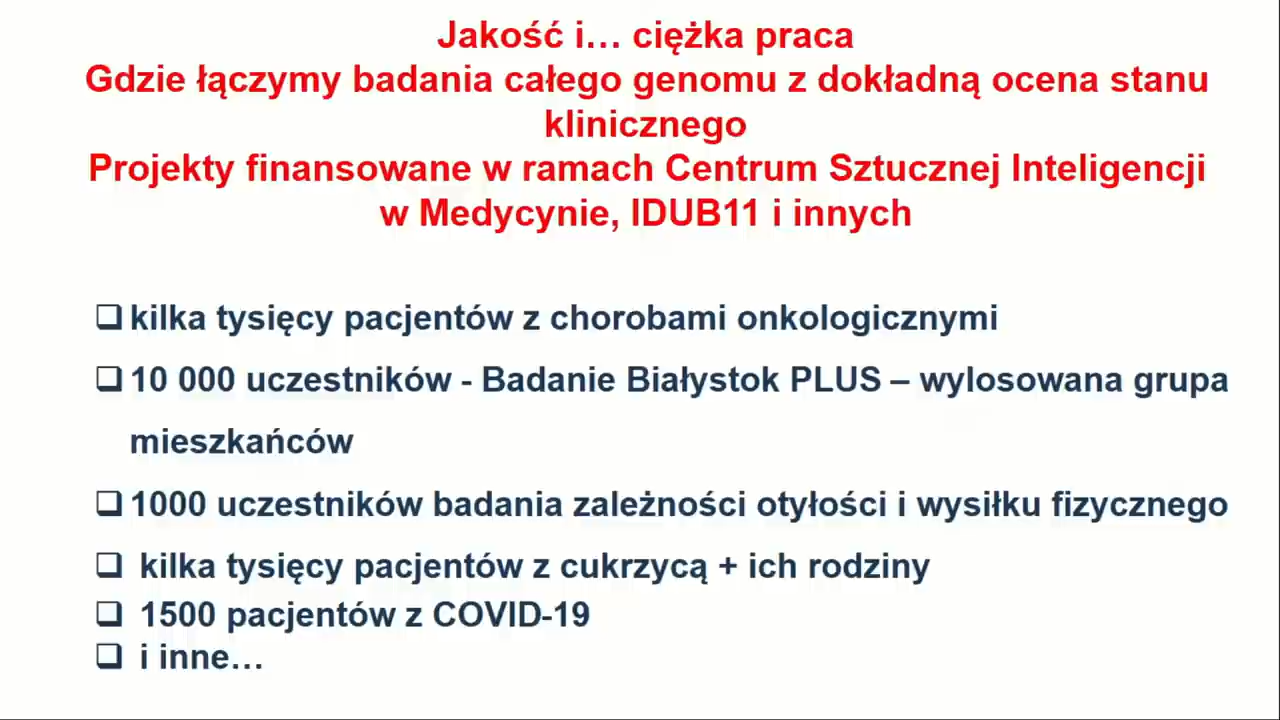 Jakość i… ciężka praca
Gdzie łączymy badania całego genomu z dokładną ocena stanu
klinicznego
Projekty finansowane w ramach Centrum Sztucznej Inteligencji
w Medycynie, IDUB11 i innych
❑ kilka tysięcy pacjentów z chorobami onkologicznymi
❑ 10 000 uczestników - Badanie Białystok PLUS – wylosowana grupa
mieszkańców
❑ 1000 uczestników badania zależności otyłości i wysiłku fizycznego
❑ kilka tysięcy pacjentów z cukrzycą + ich rodziny
❑ 1500 pacjentów z COVID-19
❑ i inne…